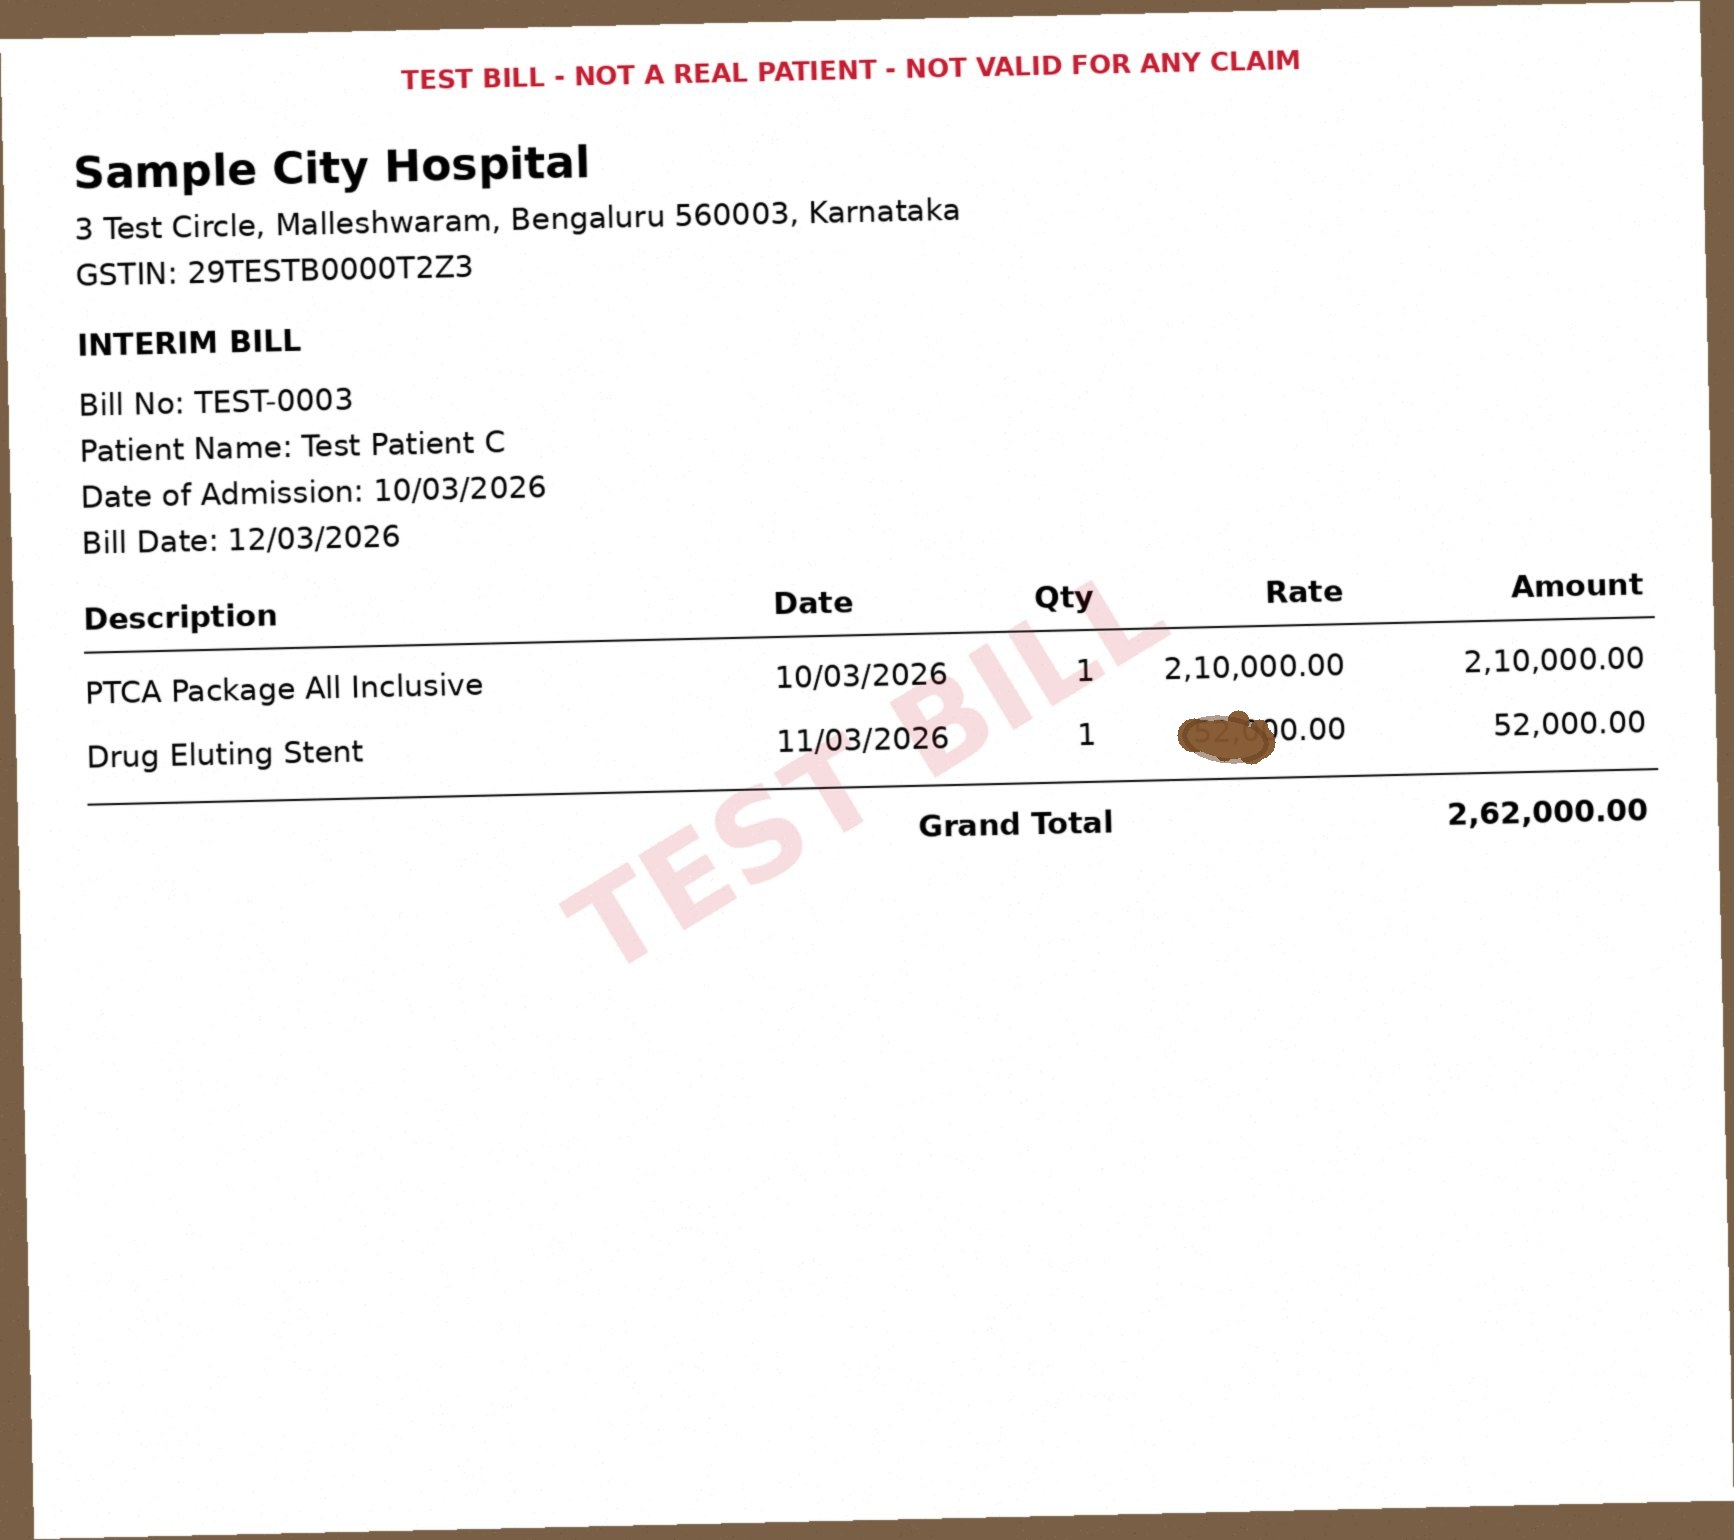 TEST BILL - NOT A REAL PATIENT - NOT VALID FOR ANY CLAIM
Sample City Hospital
3 Test Circle, Malleshwaram, Bengaluru 560003, Karnataka
GSTIN: 29TESTB0000T2Z3
INTERIM BILL
Bill No: TEST-0003
Patient Name: Test Patient C
Date of Admission: 10/03/2026
Bill Date: 12/03/2026
Description Date Qty Rate Amount
PTCA Package All Inclusive 10/03/2026 1 2,10,000.00 2,10,000.00
Drug Eluting Stent 11/03/2026 1 52,000.00
Grand Total 2,62,000.00
TEST BILL